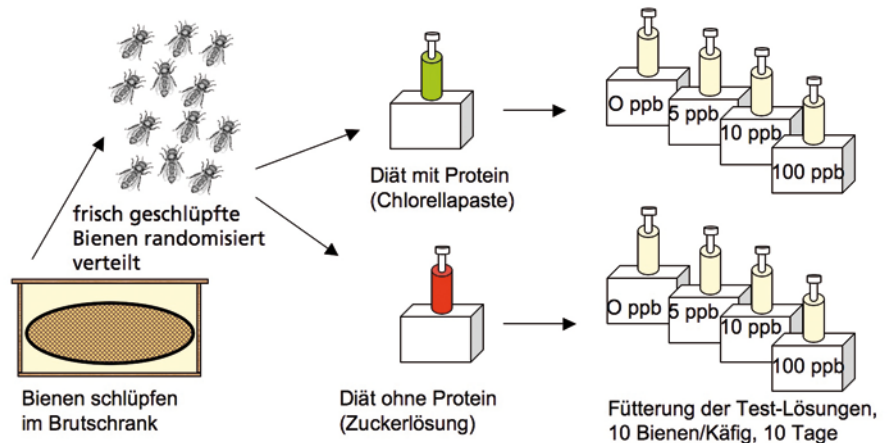 frisch geschlüpfte
Bienen randomisiert
verteilt
Bienen schlüpfen
im Brutschrank
Diät mit Protein
(Chlorellapaste)
Diät ohne Protein
(Zuckerlösung)
O ppb
5 ppb
10 ppb
100 ppb
O ppb
5 ppb
10 ppb
100 ppb
Fütterung der Test-Lösungen,
10 Bienen/Käfig, 10 Tage